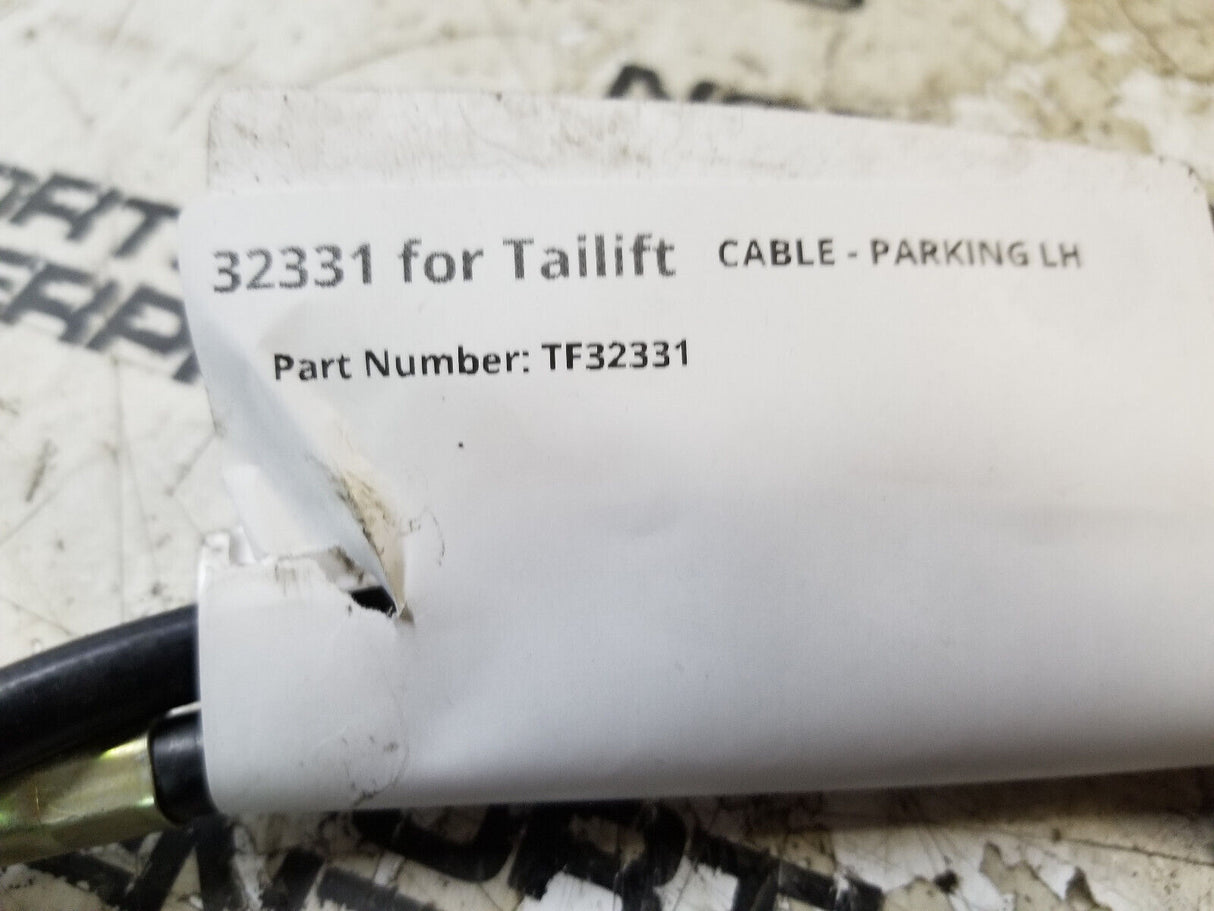 32331 for Tailift CABLE - PARKING LH
Part Number: TF32331